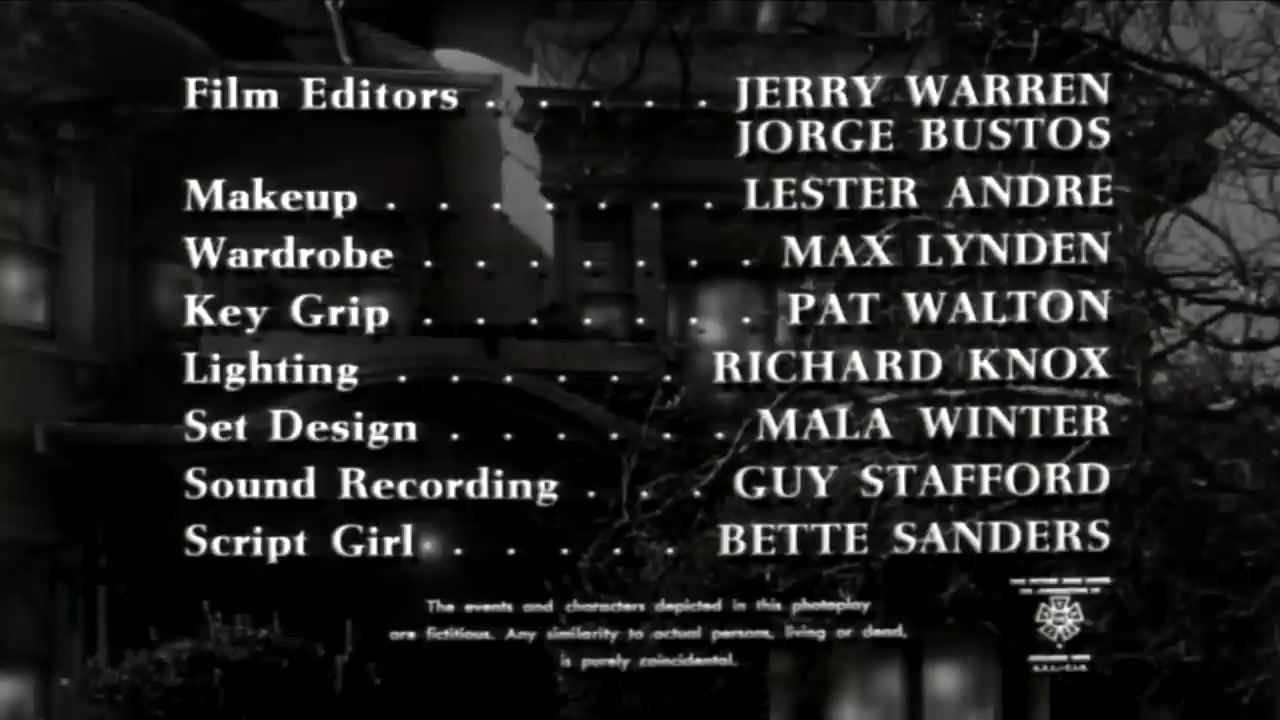 Film Editors . . . . . JERRY WARREN
JORGE BUSTOS
Makeup . . . . . . . LESTER ANDRE
Wardrobe . . . . . . . MAX LYNDEN
Key Grip . . . . . . . PAT WALTON
Lighting . . . . . . RICHARD KNOX
Set Design . . . . . . MALA WINTER
Sound Recording . . . GUY STAFFORD
Script Girl . . . . . BETTE SANDERS
The events and characters depicted in this photoplay
are fictitious. Any similarity to actual persons, living or dead,
is purely coincidental.